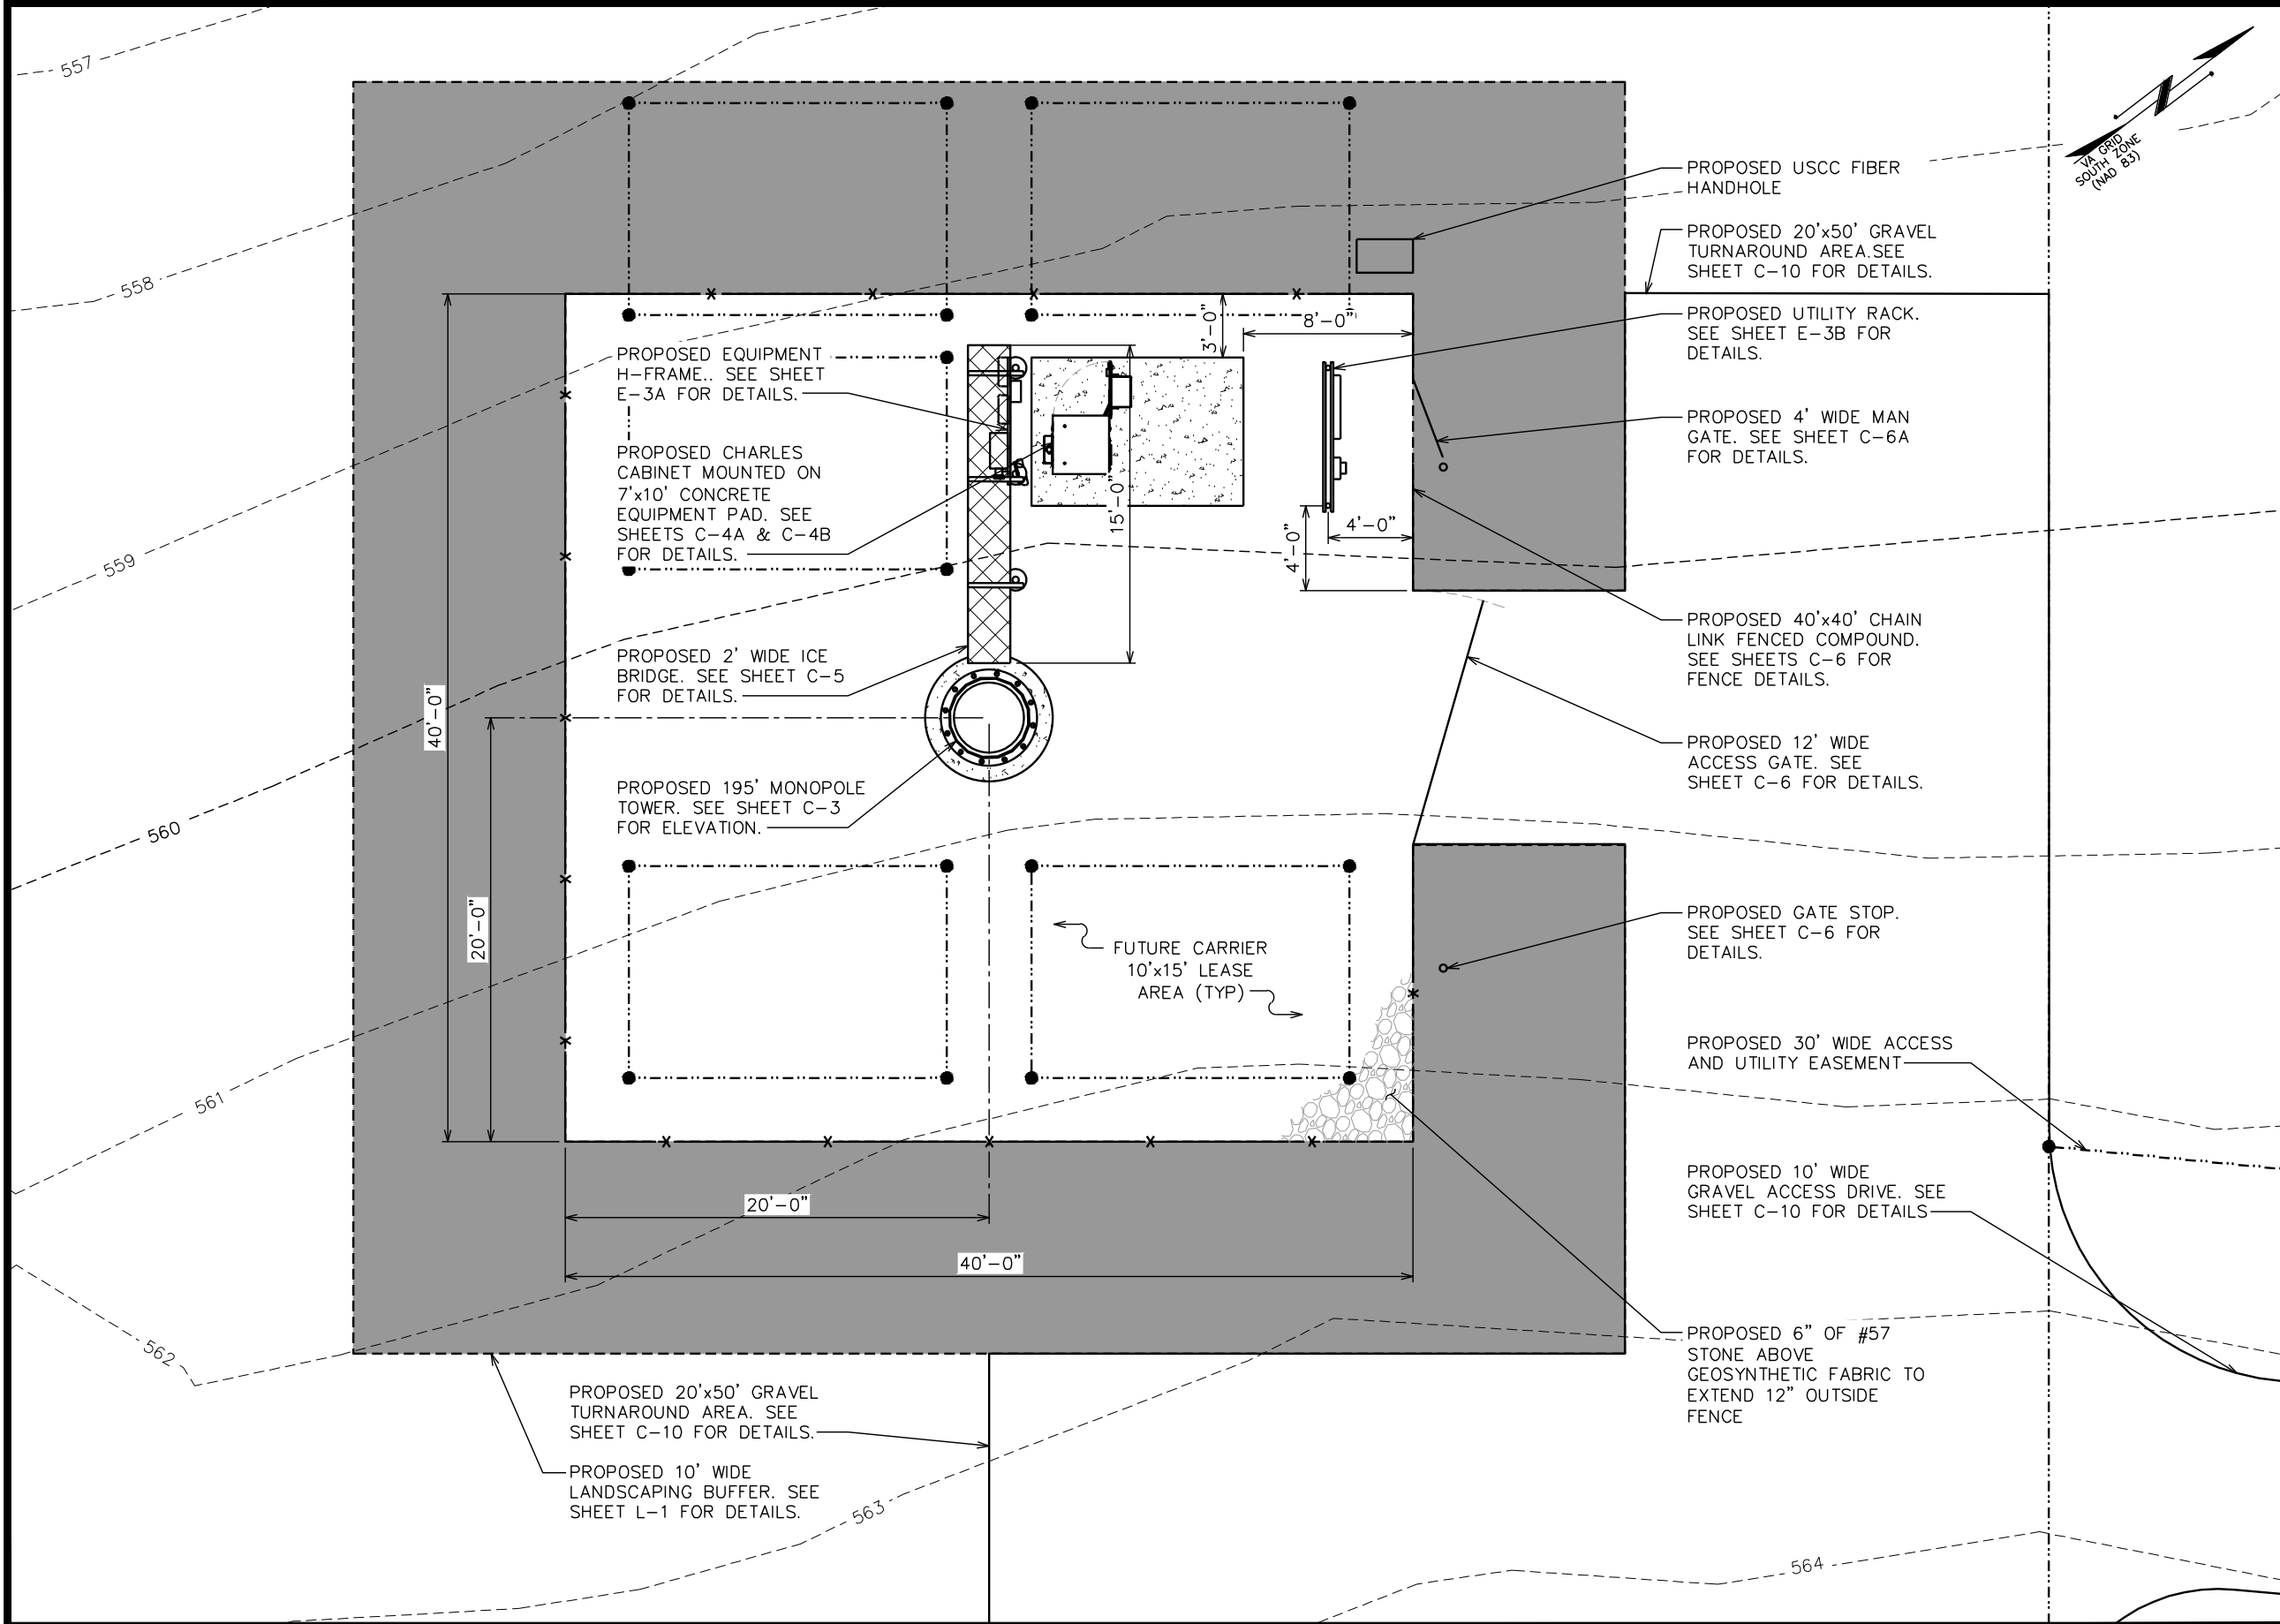 557
VA GRID
SOUTH ZONE
(NAD 83)
PROPOSED USCC FIBER
HANDHOLE
PROPOSED 20'x50' GRAVEL
TURNAROUND AREA.SEE
SHEET C-10 FOR DETAILS.
558
PROPOSED UTILITY RACK.
SEE SHEET E-3B FOR
DETAILS.
8'-0"
3'-0"
PROPOSED EQUIPMENT
H-FRAME.. SEE SHEET
E-3A FOR DETAILS.
PROPOSED 4' WIDE MAN
GATE. SEE SHEET C-6A
FOR DETAILS.
PROPOSED CHARLES
CABINET MOUNTED ON
7'x10' CONCRETE
EQUIPMENT PAD. SEE
SHEETS C-4A & C-4B
FOR DETAILS.
15'-0"
4'-0"
4'-0"
559
PROPOSED 40'x40' CHAIN
LINK FENCED COMPOUND.
SEE SHEETS C-6 FOR
FENCE DETAILS.
PROPOSED 2' WIDE ICE
BRIDGE. SEE SHEET C-5
FOR DETAILS.
40'-0"
PROPOSED 12' WIDE
ACCESS GATE. SEE
SHEET C-6 FOR DETAILS.
PROPOSED 195' MONOPOLE
TOWER. SEE SHEET C-3
FOR ELEVATION.
560
20'-0"
PROPOSED GATE STOP.
SEE SHEET C-6 FOR
DETAILS.
FUTURE CARRIER
10'x15' LEASE
AREA (TYP)
PROPOSED 30' WIDE ACCESS
AND UTILITY EASEMENT
561
PROPOSED 10' WIDE
GRAVEL ACCESS DRIVE. SEE
SHEET C-10 FOR DETAILS
20'-0"
40'-0"
562
PROPOSED 6" OF #57
STONE ABOVE
GEOSYNTHETIC FABRIC TO
EXTEND 12" OUTSIDE
FENCE
PROPOSED 20'x50' GRAVEL
TURNAROUND AREA. SEE
SHEET C-10 FOR DETAILS.
PROPOSED 10' WIDE
LANDSCAPING BUFFER. SEE
SHEET L-1 FOR DETAILS.
563
564